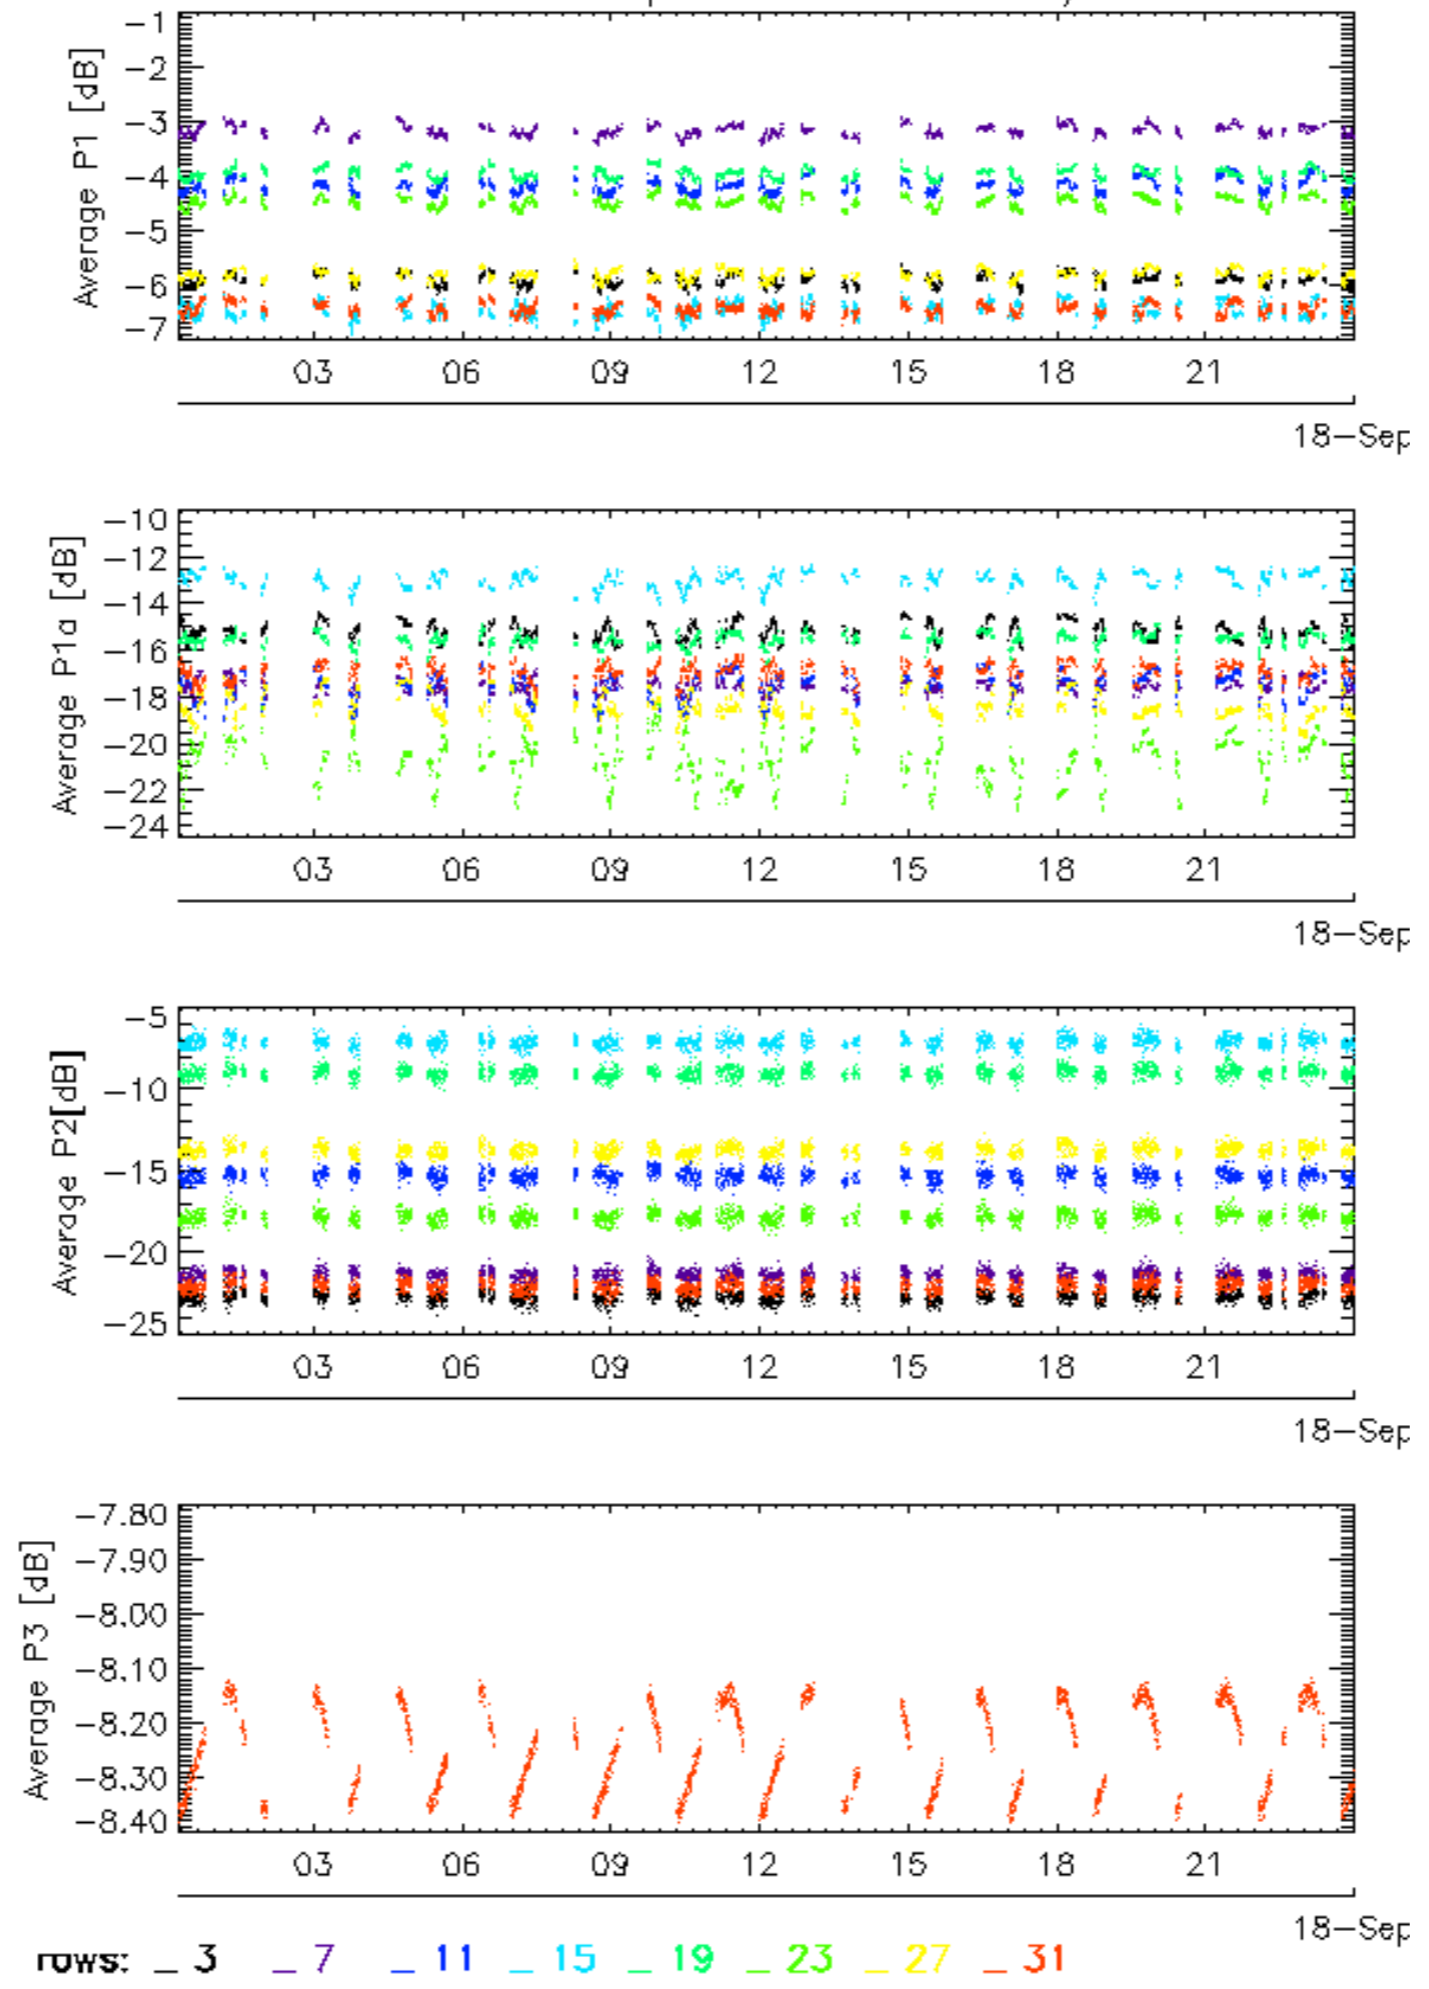 -1
-2
-3
-4
-5
-6
-7
Average P1 [dB]
03 06 09 12 15 18 21
18-Sep
-10
-12
-14
-16
-18
-20
-22
-24
Average P1a [dB]
03 06 09 12 15 18 21
18-Sep
-5
-10
-15
-20
-25
Average P2[dB]
03 06 09 12 15 18 21
18-Sep
-7.80
-7.90
-8.00
-8.10
-8.20
-8.30
-8.40
Average P3 [dB]
03 06 09 12 15 18 21
18-Sep
rows: _ 3 _ 7 _ 11 _ 15 _ 19 _ 23 _ 27 _ 31